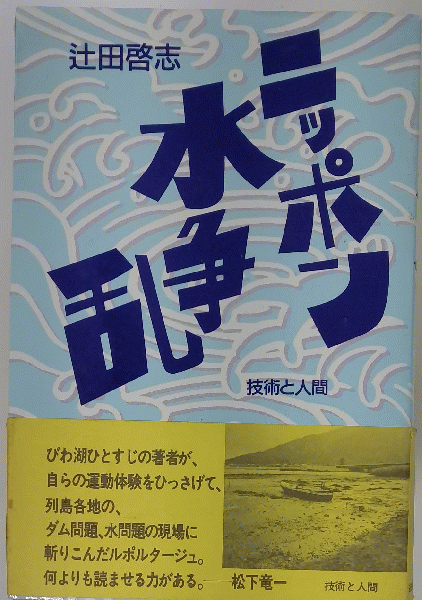 辻田啓志
ニッポン
水争乱
技術と人間
びわ湖ひとすじの著者が、
自らの運動体験をひっさげて、
列島各地の、
ダム問題、水問題の現場に
斬りこんだルポルタージュ。
何よりも読ませる力がある。――松下竜一
技術と人間